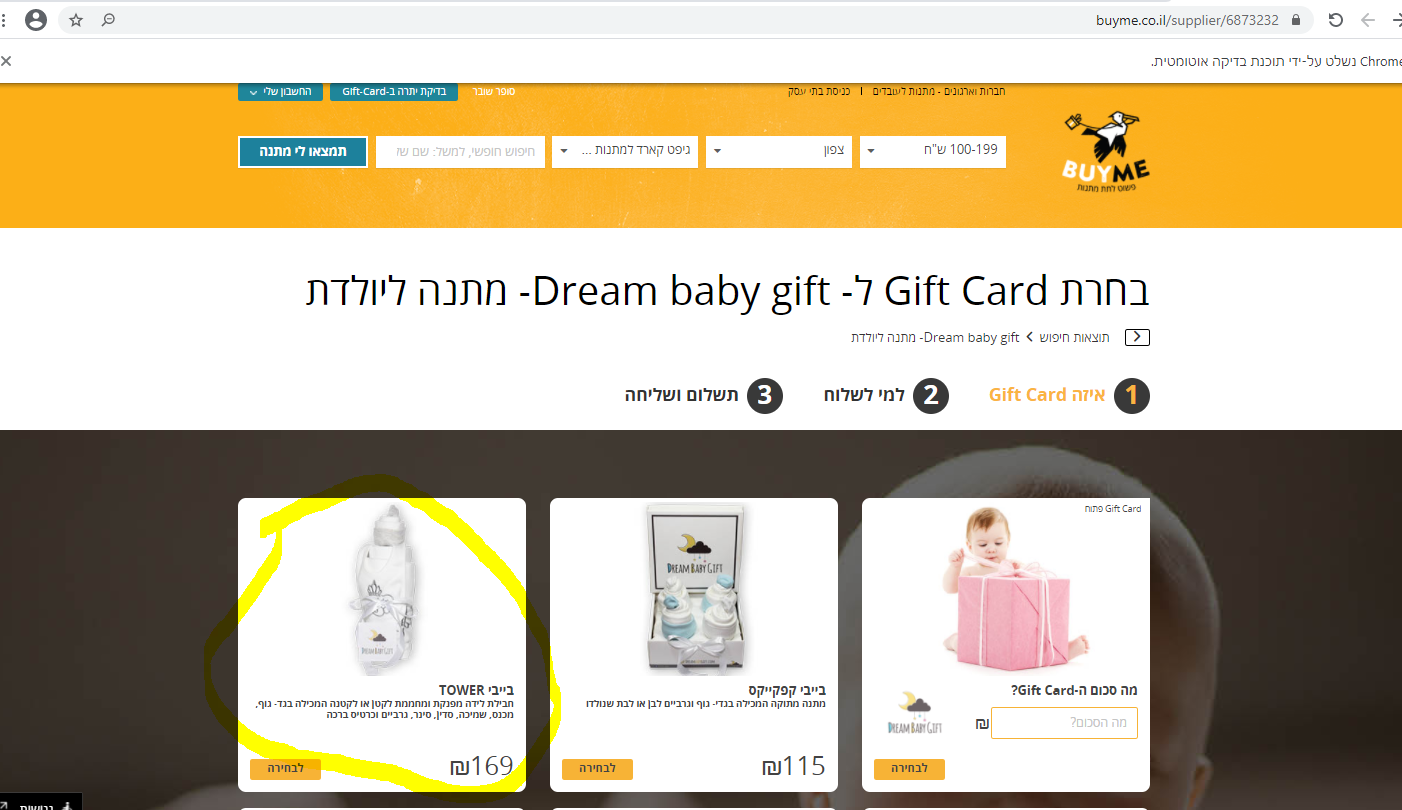 buyme.co.il/supplier/6873232
Chrome נשלט על-ידי תוכנת בדיקה אוטומטית.
חברות וארגונים - מתנות לעובדים | כניסת בתי עסק
סופר שובר
בדיקת יתרה ב-Gift-Card
החשבון שלי
BUYME
פשוט לתת מתנות
100-199 ש"ח
צפון
גיפט קארד למתנות ...
חיפוש חופשי, למשל: שם של
תמצאו לי מתנה
בחרת Gift Card ל- Dream baby gift- מתנה ליולדת
תוצאות חיפוש > Dream baby gift- מתנה ליולדת
1 איזה Gift Card
2 למי לשלוח
3 תשלום ושליחה
Gift Card פתוח
מה סכום ה-Gift Card?
מה הסכום?
₪
DREAM BABY GIFT
לבחירה
DREAM BABY GIFT
בייבי קפקייקס
מתנה מתוקה המכילה בגדי- גוף וגרביים לבן או לבת שנולדו
₪115
לבחירה
DREAM BABY GIFT
בייבי TOWER
חבילת לידה מפנקת ומחממת לקטן או לקטנה המכילה בגד- גוף,
מכנס, שמיכה, סדין, סינר, גרביים וכרטיס ברכה
₪169
לבחירה
נגישות